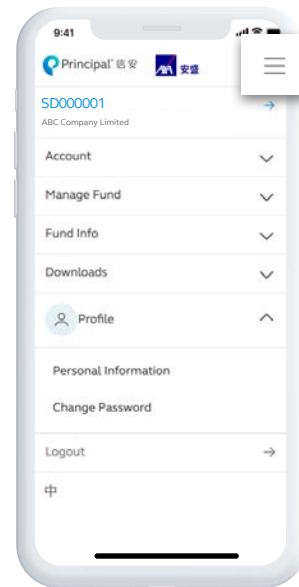 9:41
Principal® 信安 AXA 安盛
SD000001
ABC Company Limited
Account
Manage Fund
Fund Info
Downloads
Profile
Personal Information
Change Password
Logout
中